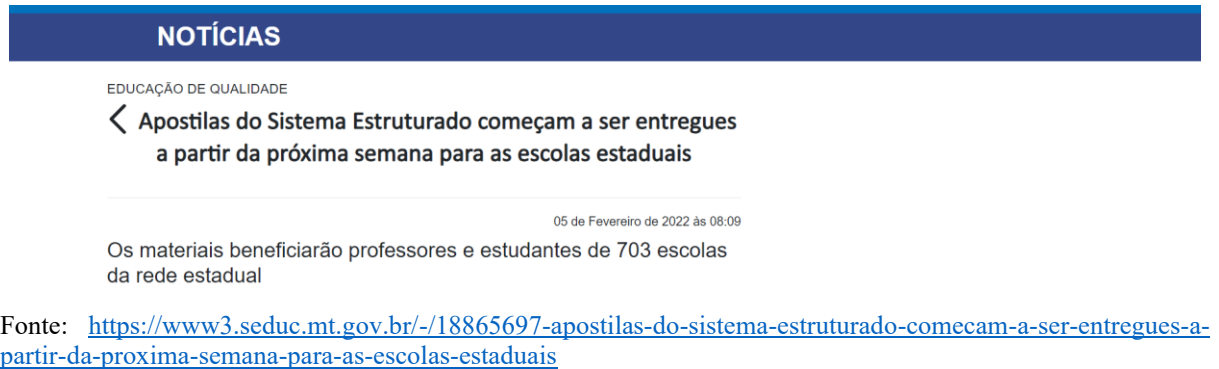 NOTÍCIAS
EDUCAÇÃO DE QUALIDADE
Apostilas do Sistema Estruturado começam a ser entregues
a partir da próxima semana para as escolas estaduais
05 de Fevereiro de 2022 às 08:09
Os materiais beneficiarão professores e estudantes de 703 escolas
da rede estadual
Fonte: https://www3.seduc.mt.gov.br/-/18865697-apostilas-do-sistema-estruturado-comecam-a-ser-entregues-a-
partir-da-proxima-semana-para-as-escolas-estaduais